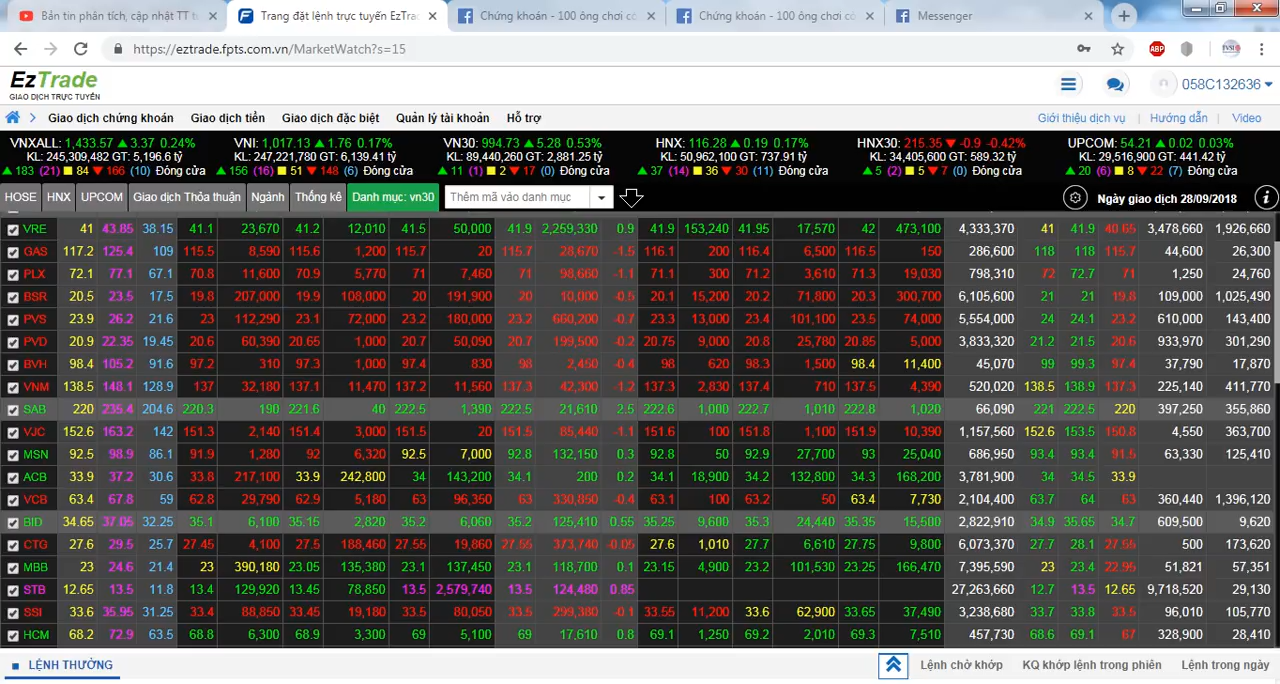 Bản tin phân tích, cập nhật TT t
Trang đặt lệnh trực tuyến EzTra
Chứng khoán - 100 ông chơi có
Chứng khoán - 100 ông chơi có
Messenger
https://eztrade.fpts.com.vn/MarketWatch?s=15
ABP
TVSI
EzTrade
GIAO DỊCH TRỰC TUYẾN
058C132636
Giao dịch chứng khoán Giao dịch tiền Giao dịch đặc biệt Quản lý tài khoản Hỗ trợ Giới thiệu dịch vụ Hướng dẫn Video
VNXALL: 1,433.57 ▲ 3.37 0.24% VNI: 1,017.13 ▲ 1.76 0.17% VN30: 994.73 ▲ 5.28 0.53% HNX: 116.28 ▲ 0.19 0.17% HNX30: 215.35 ▼ -0.9 -0.42% UPCOM: 54.21 ▲ 0.02 0.03%
KL: 245,309,482 GT: 5,196.6 tỷ KL: 247,221,780 GT: 6,139.41 tỷ KL: 89,440,260 GT: 2,881.25 tỷ KL: 50,962,100 GT: 737.91 tỷ KL: 34,405,600 GT: 589.32 tỷ KL: 29,516,900 GT: 441.42 tỷ
▲ 183 (21) ■ 84 ▼ 166 (10) Đóng cửa ▲ 156 (16) ■ 51 ▼ 148 (6) Đóng cửa ▲ 11 (1) ■ 2 ▼ 17 (0) Đóng cửa ▲ 37 (14) ■ 36 ▼ 30 (11) Đóng cửa ▲ 5 (2) ■ 5 ▼ 7 (0) Đóng cửa ▲ 20 (6) ■ 8 ▼ 22 (7) Đóng cửa
HOSE HNX UPCOM Giao dịch Thỏa thuận Ngành Thống kê Danh mục: vn30 Thêm mã vào danh mục Ngày giao dịch 28/09/2018
VRE 41 43.85 38.15 41.1 23,670 41.2 12,010 41.5 50,000 41.9 2,259,330 0.9 41.9 153,240 41.95 17,570 42 473,100 4,333,370 41 41.9 40.65 3,478,660 1,926,660
GAS 117.2 125.4 109 115.5 8,590 115.6 1,200 115.7 20 115.7 28,670 -1.5 116.1 200 116.4 6,500 116.5 150 286,600 118 118 115.7 44,600 26,300
PLX 72.1 77.1 67.1 70.8 11,600 70.9 5,770 71 7,460 71 98,660 -1.1 71.1 300 71.2 3,610 71.3 19,030 798,310 72 72.7 71 1,250 24,760
BSR 20.5 23.5 17.5 19.8 207,000 19.9 108,000 20 191,900 20 10,000 -0.5 20.1 15,200 20.2 71,800 20.3 300,700 6,105,600 21 21 19.8 109,000 1,025,490
PVS 23.9 26.2 21.6 23 112,290 23.1 72,000 23.2 180,000 23.2 660,200 -0.7 23.3 13,000 23.4 101,100 23.5 74,000 5,554,000 24 24.1 23.2 610,000 143,400
PVD 20.9 22.35 19.45 20.6 60,390 20.65 1,000 20.7 50,090 20.7 199,500 -0.2 20.75 9,000 20.8 25,780 20.85 5,000 3,833,320 21.2 21.5 20.6 933,970 301,290
BVH 98.4 105.2 91.6 97.2 310 97.3 1,000 97.4 830 98 2,450 -0.4 98 620 98.3 1,500 98.4 11,400 45,070 99 99.3 97.4 37,790 17,870
VNM 138.5 148.1 128.9 137 32,180 137.1 11,470 137.2 11,560 137.3 42,300 -1.2 137.3 2,830 137.4 710 137.5 4,390 520,020 138.5 138.9 137.3 225,140 411,770
SAB 220 235.4 204.6 220.3 190 221.6 40 222.5 1,390 222.5 21,610 2.5 222.6 1,000 222.7 1,010 222.8 1,020 66,090 221 222.5 220 397,250 355,860
VJC 152.6 163.2 142 151.3 2,140 151.4 3,000 151.5 20 151.5 85,440 -1.1 151.6 100 151.8 1,100 151.9 10,390 1,157,560 152.6 153.5 150.8 4,550 363,700
MSN 92.5 98.9 86.1 91.9 1,280 92 6,320 92.5 7,000 92.8 132,150 0.3 92.8 50 92.9 27,700 93 25,040 686,950 93.4 93.4 91.5 63,330 125,410
ACB 33.9 37.2 30.6 33.8 217,100 33.9 242,800 34 143,200 34.1 200 0.2 34.1 18,900 34.2 132,800 34.3 168,200 3,781,900 34 34.5 33.9
VCB 63.4 67.8 59 62.8 29,790 62.9 5,180 63 96,350 63 330,850 -0.4 63.1 100 63.2 50 63.4 7,730 2,104,400 63.7 64 63 360,440 1,396,120
BID 34.65 37.05 32.25 35.1 6,100 35.15 2,820 35.2 6,060 35.2 125,410 0.55 35.25 9,600 35.3 24,440 35.35 15,500 2,822,910 34.9 35.65 34.7 609,500 9,620
CTG 27.6 29.5 25.7 27.45 4,100 27.5 188,460 27.55 19,860 27.55 373,740 -0.05 27.6 1,010 27.7 6,610 27.75 9,800 6,073,370 27.7 28.1 27.55 500 173,620
MBB 23 24.6 21.4 23 390,180 23.05 135,380 23.1 137,450 23.1 118,700 0.1 23.15 4,900 23.2 101,530 23.25 166,470 7,395,590 23 23.4 22.95 51,821 57,351
STB 12.65 13.5 11.8 13.4 129,920 13.45 78,850 13.5 2,579,740 13.5 124,480 0.85 27,263,660 12.7 13.5 12.65 9,718,520 29,130
SSI 33.6 35.95 31.25 33.4 88,850 33.45 19,180 33.5 80,050 33.5 299,380 -0.1 33.55 11,200 33.6 62,900 33.65 37,490 3,238,680 33.7 33.8 33.5 96,010 105,770
HCM 68.2 72.9 63.5 68.8 6,300 68.9 3,300 69 5,100 69 17,610 0.8 69.1 1,250 69.2 2,010 69.3 7,510 457,730 68.6 69.1 67 328,900 28,410
LỆNH THƯỜNG Lệnh chờ khớp KQ khớp lệnh trong phiên Lệnh trong ngày